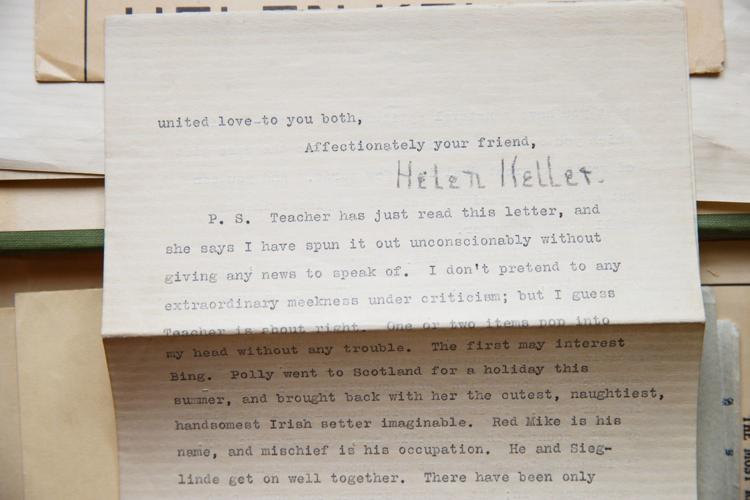 HELEN KELLER
united love to you both,
Affectionately your friend,
Helen Keller.
P. S. Teacher has just read this letter, and
she says I have spun it out unconscionably without
giving any news to speak of. I don't pretend to any
extraordinary meekness under criticism; but I guess
Teacher is about right. One or two items pop into
my head without any trouble. The first may interest
Bing. Polly went to Scotland for a holiday this
summer, and brought back with her the cutest, naughtiest,
handsomest Irish setter imaginable. Red Mike is his
name, and mischief is his occupation. He and Sieg-
linde get on well together. There have been only
THE MOST